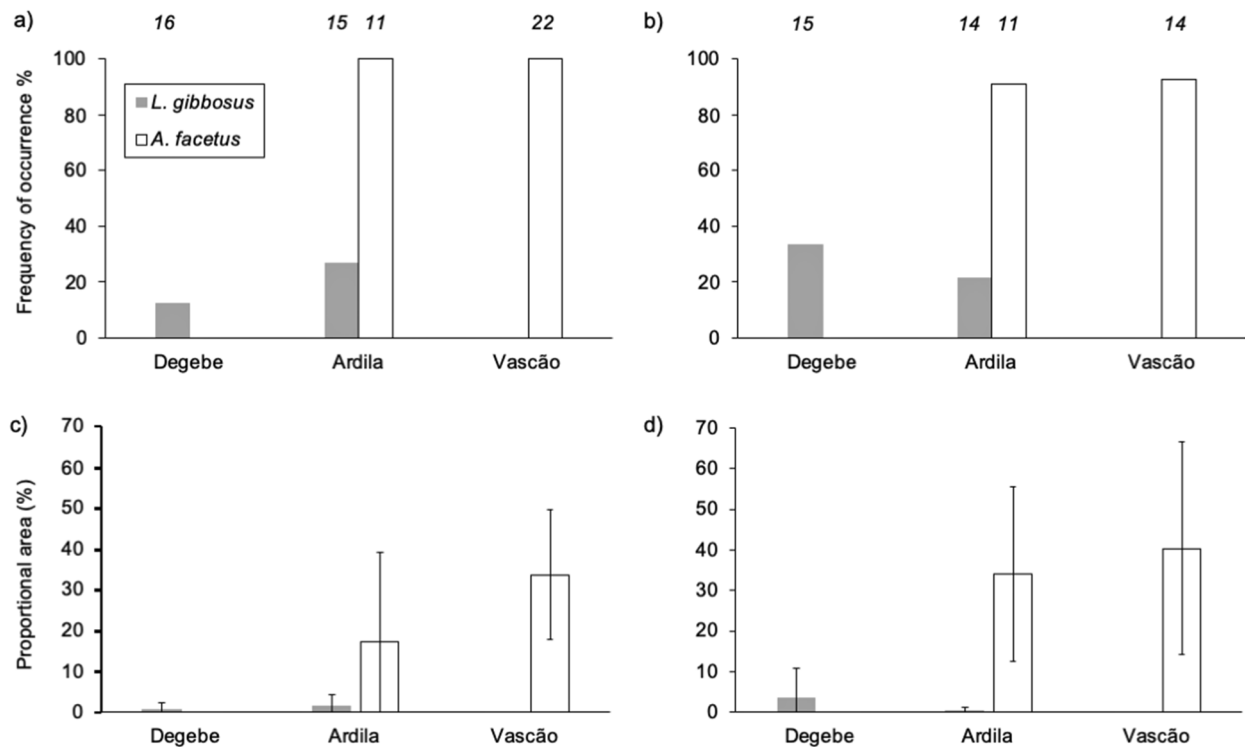 a) 16 15 11 22
Frequency of occurrence %
100
80
60
40
20
0
L. gibbosus
A. facetus
Degebe Ardila Vascão
b) 15 14 11 14
100
80
60
40
20
0
Degebe Ardila Vascão
c)
Proportional area (%)
70
60
50
40
30
20
10
0
Degebe Ardila Vascão
d)
70
60
50
40
30
20
10
0
Degebe Ardila Vascão